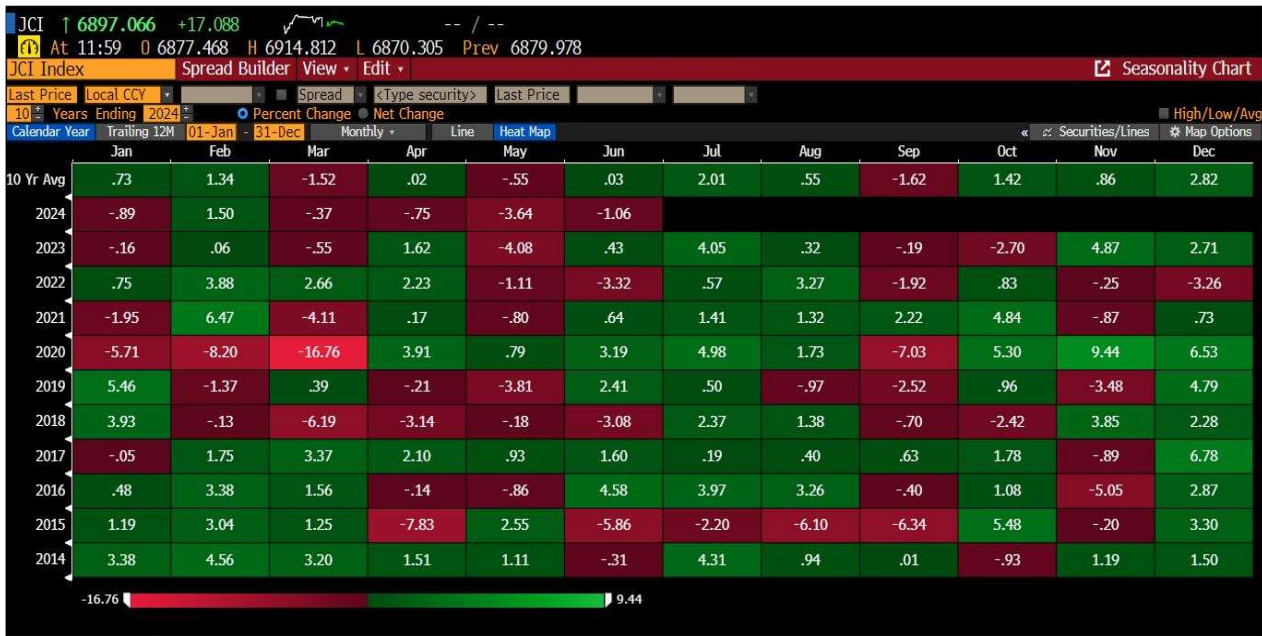 JCI ↑ 6897.066 +17.088 -- / --
At 11:59 O 6877.468 H 6914.812 L 6870.305 Prev 6879.978
JCI Index Spread Builder View Edit Seasonality Chart
Last Price Local CCY Spread <Type security> Last Price
10 Years Ending 2024 Percent Change Net Change High/Low/Avg
Calendar Year Trailing 12M 01-Jan - 31-Dec Monthly Line Heat Map « Securities/Lines Map Options
Jan Feb Mar Apr May Jun Jul Aug Sep Oct Nov Dec
10 Yr Avg .73 1.34 -1.52 .02 -.55 .03 2.01 .55 -1.62 1.42 .86 2.82
2024 -.89 1.50 -.37 -.75 -3.64 -1.06
2023 -.16 .06 -.55 1.62 -4.08 .43 4.05 .32 -.19 -2.70 4.87 2.71
2022 .75 3.88 2.66 2.23 -1.11 -3.32 .57 3.27 -1.92 .83 -.25 -3.26
2021 -1.95 6.47 -4.11 .17 -.80 .64 1.41 1.32 2.22 4.84 -.87 .73
2020 -5.71 -8.20 -16.76 3.91 .79 3.19 4.98 1.73 -7.03 5.30 9.44 6.53
2019 5.46 -1.37 .39 -.21 -3.81 2.41 .50 -.97 -2.52 .96 -3.48 4.79
2018 3.93 -.13 -6.19 -3.14 -.18 -3.08 2.37 1.38 -.70 -2.42 3.85 2.28
2017 -.05 1.75 3.37 2.10 .93 1.60 .19 .40 .63 1.78 -.89 6.78
2016 .48 3.38 1.56 -.14 -.86 4.58 3.97 3.26 -.40 1.08 -5.05 2.87
2015 1.19 3.04 1.25 -7.83 2.55 -5.86 -2.20 -6.10 -6.34 5.48 -.20 3.30
2014 3.38 4.56 3.20 1.51 1.11 -.31 4.31 .94 .01 -.93 1.19 1.50
-16.76 9.44